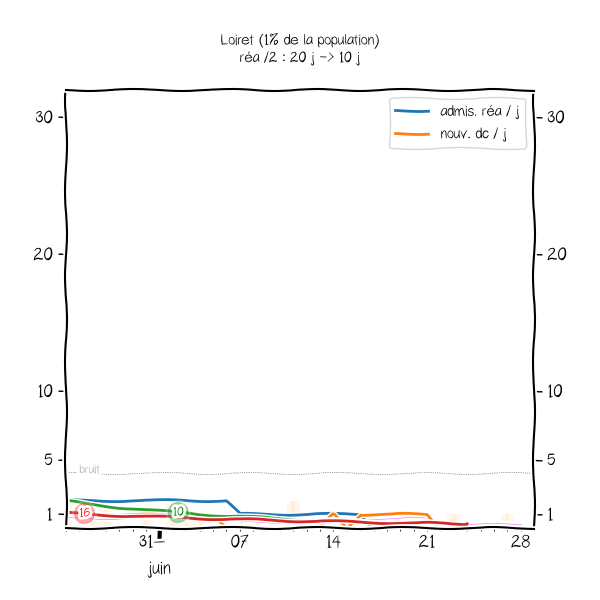 Loiret (1% de la population)
réa /2 : 20 j -> 10 j
admis. réa / j
nouv. dc / j
30
30
20
20
10
10
5
5
bruit
1
1
16
10
31
07
14
21
28
juin